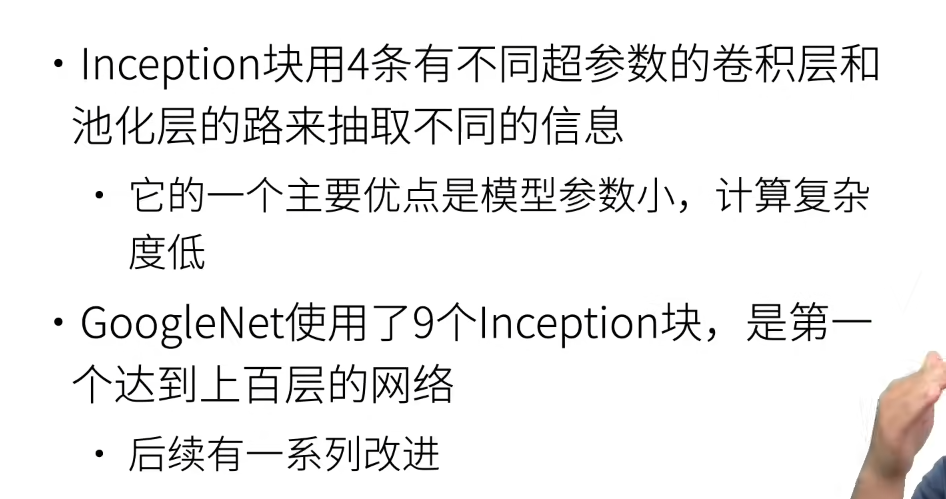 • Inception块用4条有不同超参数的卷积层和
池化层的路来抽取不同的信息
• 它的一个主要优点是模型参数小，计算复杂
度低
• GoogleNet使用了9个Inception块，是第一
个达到上百层的网络
• 后续有一系列改进